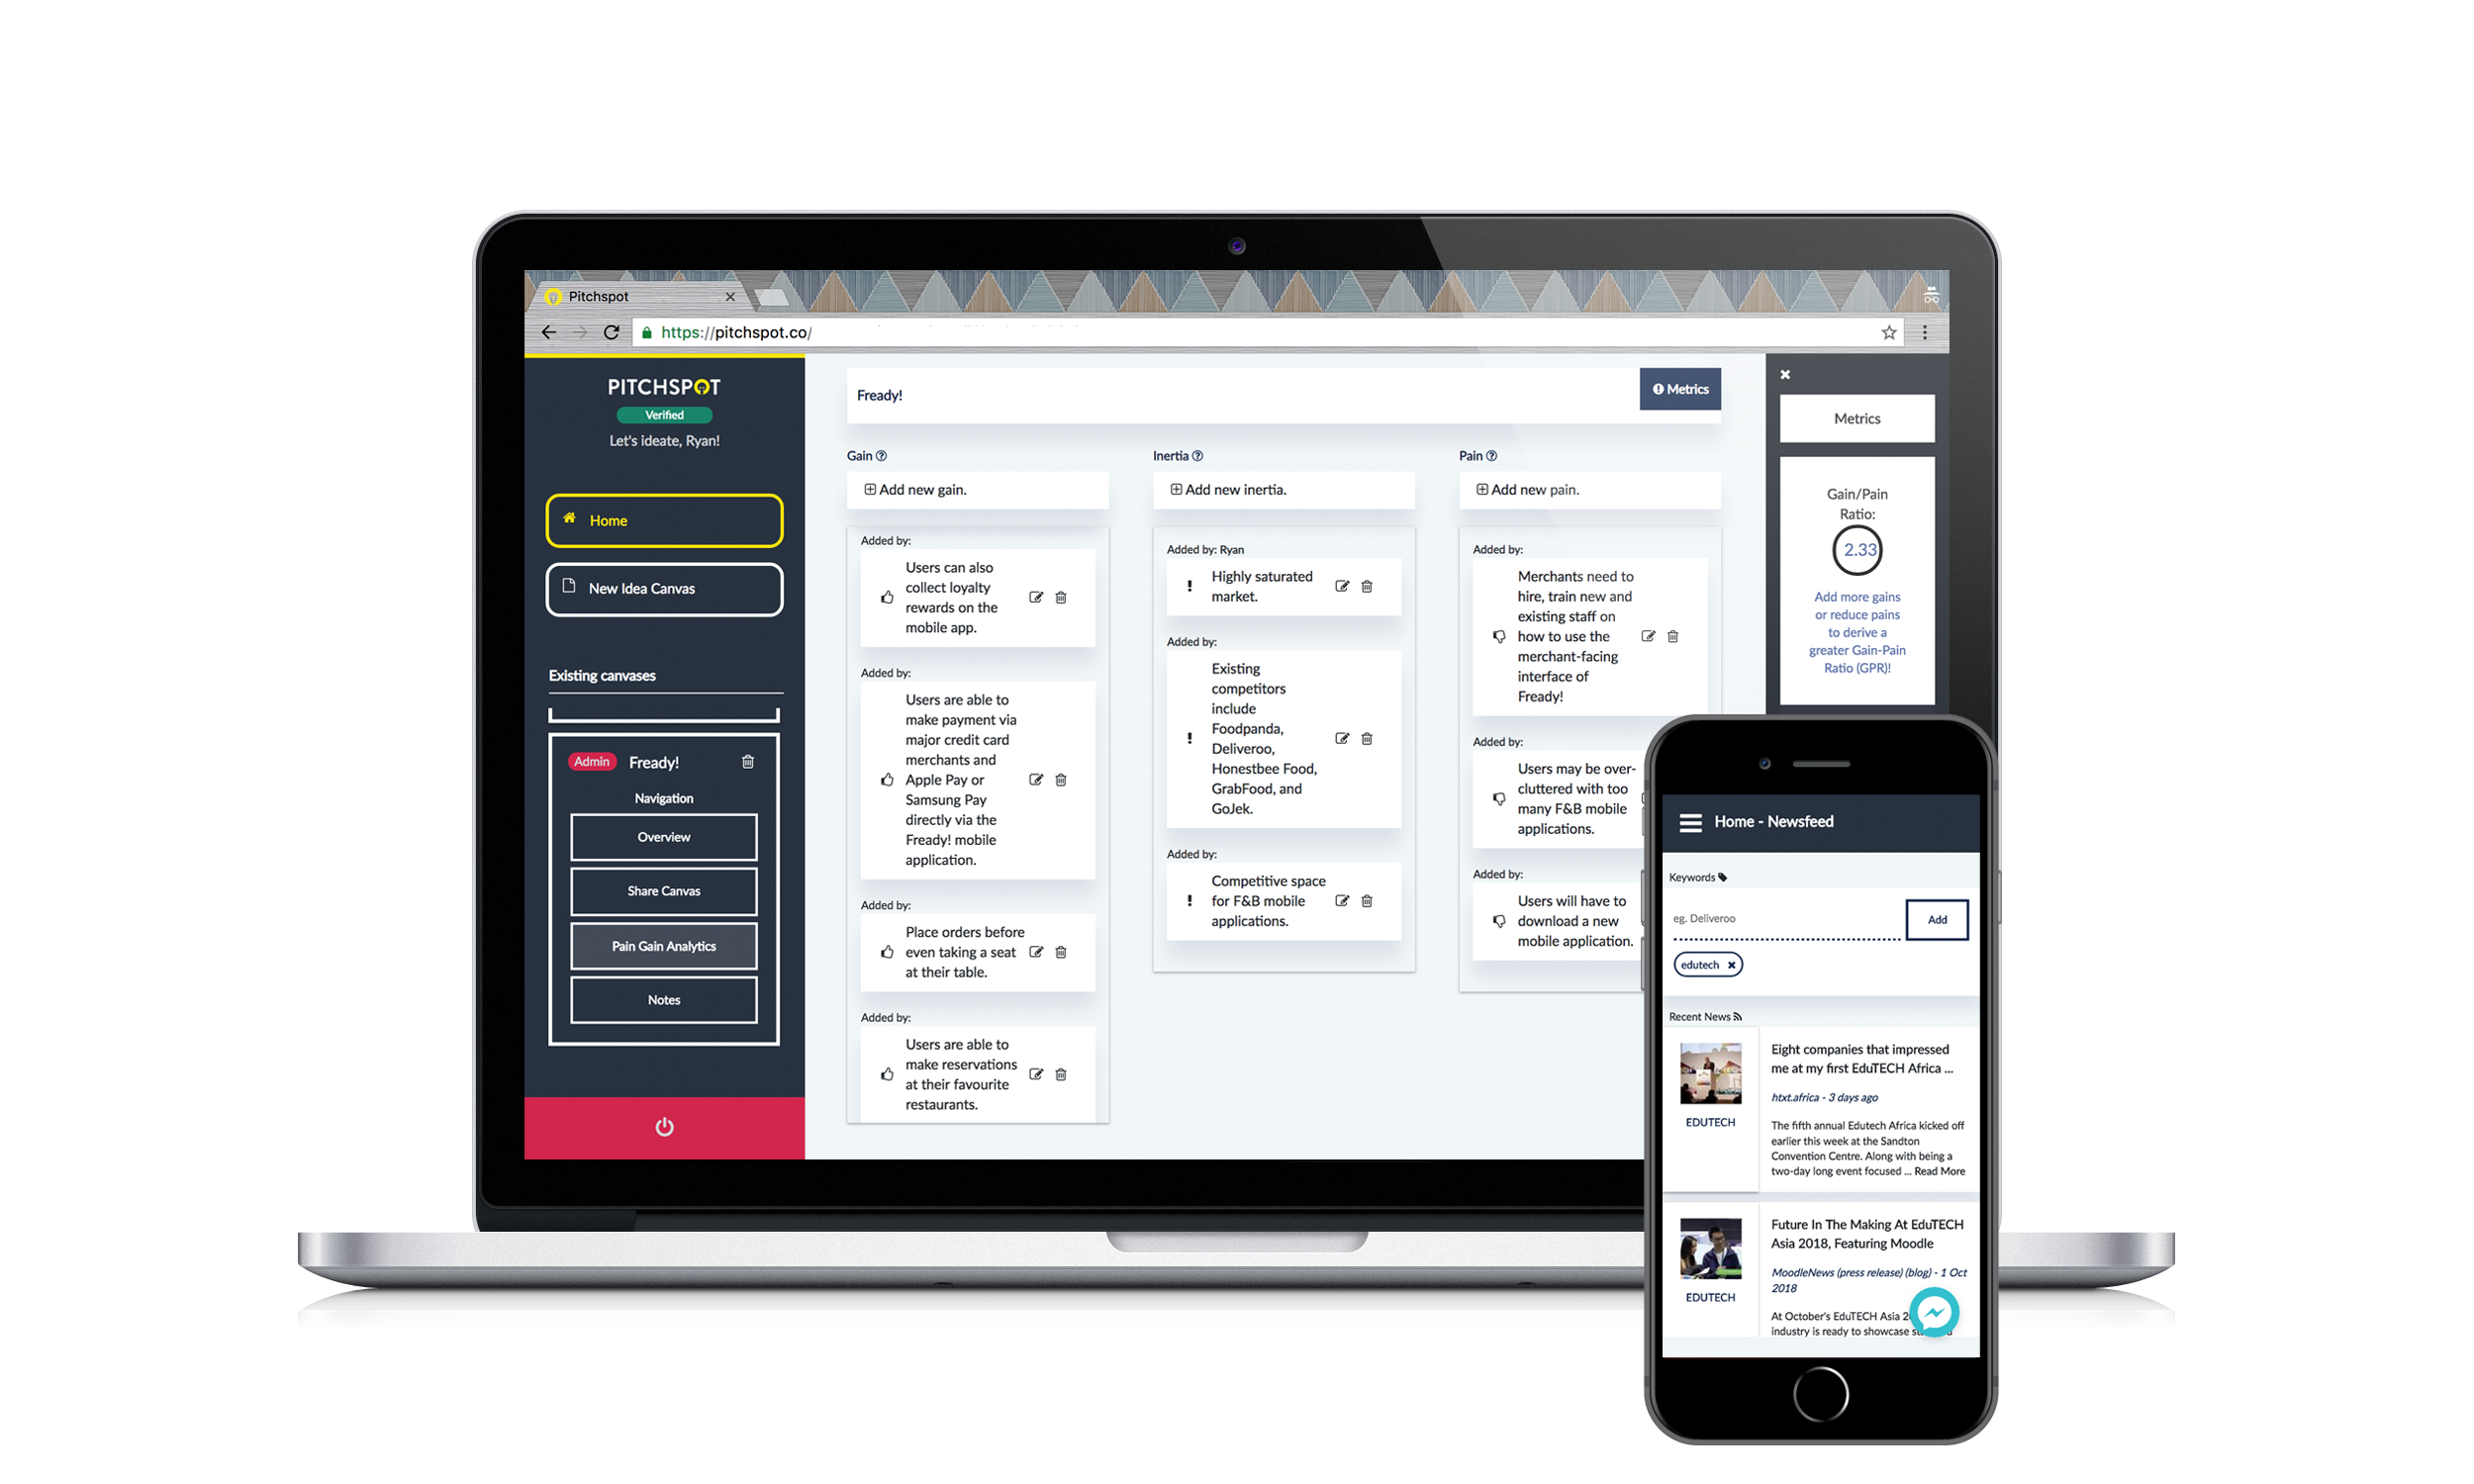 Pitchspot
https://pitchspot.co/
PITCHSPOT
Verified
Let's ideate, Ryan!
Home
New Idea Canvas
Existing canvases
Admin Fready!
Navigation
Overview
Share Canvas
Pain Gain Analytics
Notes
Fready!
Metrics
Gain
Add new gain.
Added by:
Users can also
collect loyalty
rewards on the
mobile app.
Added by:
Users are able to
make payment via
major credit card
merchants and
Apple Pay or
Samsung Pay
directly via the
Fready! mobile
application.
Added by:
Place orders before
even taking a seat
at their table.
Added by:
Users are able to
make reservations
at their favourite
restaurants.
Inertia
Add new inertia.
Added by: Ryan
Highly saturated
market.
Added by:
Existing
competitors
include
Foodpanda,
Deliveroo,
Honestbee Food,
GrabFood, and
GoJek.
Added by:
Competitive space
for F&B mobile
applications.
Pain
Add new pain.
Added by:
Merchants need to
hire, train new and
existing staff on
how to use the
merchant-facing
interface of
Fready!
Added by:
Users may be over-
cluttered with too
many F&B mobile
applications.
Added by:
Users will have to
download a new
mobile application.
Metrics
Gain/Pain
Ratio:
2.33
Add more gains
or reduce pains
to derive a
greater Gain-Pain
Ratio (GPR)!
Home - Newsfeed
Keywords
eg. Deliveroo
Add
edutech
Recent News
EDUTECH
Eight companies that impressed
me at my first EduTECH Africa ...
htxt.africa - 3 days ago
The fifth annual Edutech Africa kicked off
earlier this week at the Sandton
Convention Centre. Along with being a
two-day long event focused ... Read More
EDUTECH
Future In The Making At EduTECH
Asia 2018, Featuring Moodle
MoodleNews (press release) (blog) - 1 Oct
2018
At October's EduTECH Asia
industry is ready to showcase